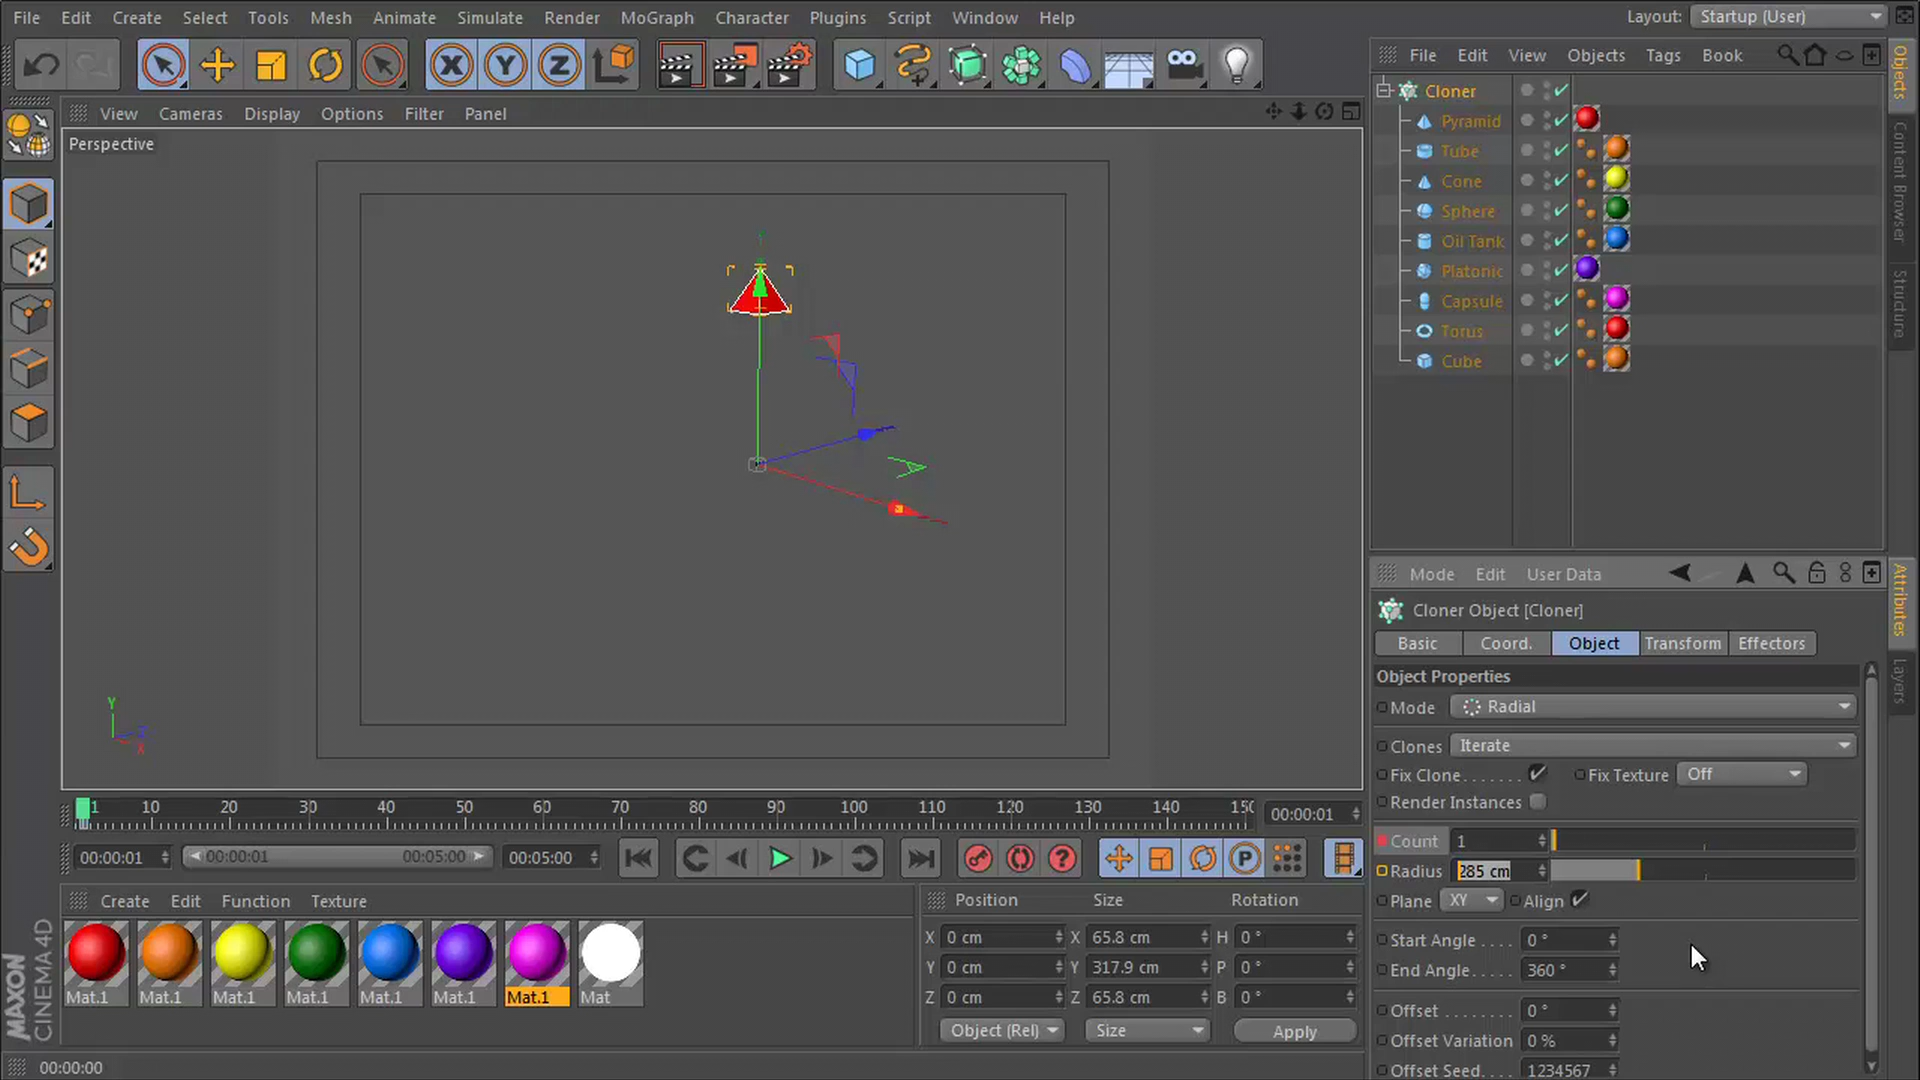 File Edit Create Select Tools Mesh Animate Simulate Render MoGraph Character Plugins Script Window Help
Layout: Startup (User)
X Y Z
File Edit View Objects Tags Book
View Cameras Display Options Filter Panel
Perspective
Cloner
Pyramid
Tube
Cone
Sphere
Oil Tank
Platonic
Capsule
Torus
Cube
Objects
Content Browser
Structure
Mode Edit User Data
Cloner Object [Cloner]
Basic Coord. Object Transform Effectors
Attributes
Layers
Object Properties
Mode Radial
Clones Iterate
Fix Clone....... Fix Texture Off
Render Instances
Count 1
Radius 285 cm
Plane XY Align
Start Angle.... 0 °
End Angle..... 360 °
Offset........ 0 °
Offset Variation 0 %
Offset Seed.... 1234567
Y
Z
X
1 10 20 30 40 50 60 70 80 90 100 110 120 130 140 150
00:00:01
00:00:01 00:00:01 00:05:00 00:05:00
P
Create Edit Function Texture
Mat.1 Mat.1 Mat.1 Mat.1 Mat.1 Mat.1 Mat.1 Mat
Position Size Rotation
X 0 cm X 65.8 cm H 0 °
Y 0 cm Y 317.9 cm P 0 °
Z 0 cm Z 65.8 cm B 0 °
Object (Rel) Size Apply
MAXON
CINEMA 4D
00:00:00